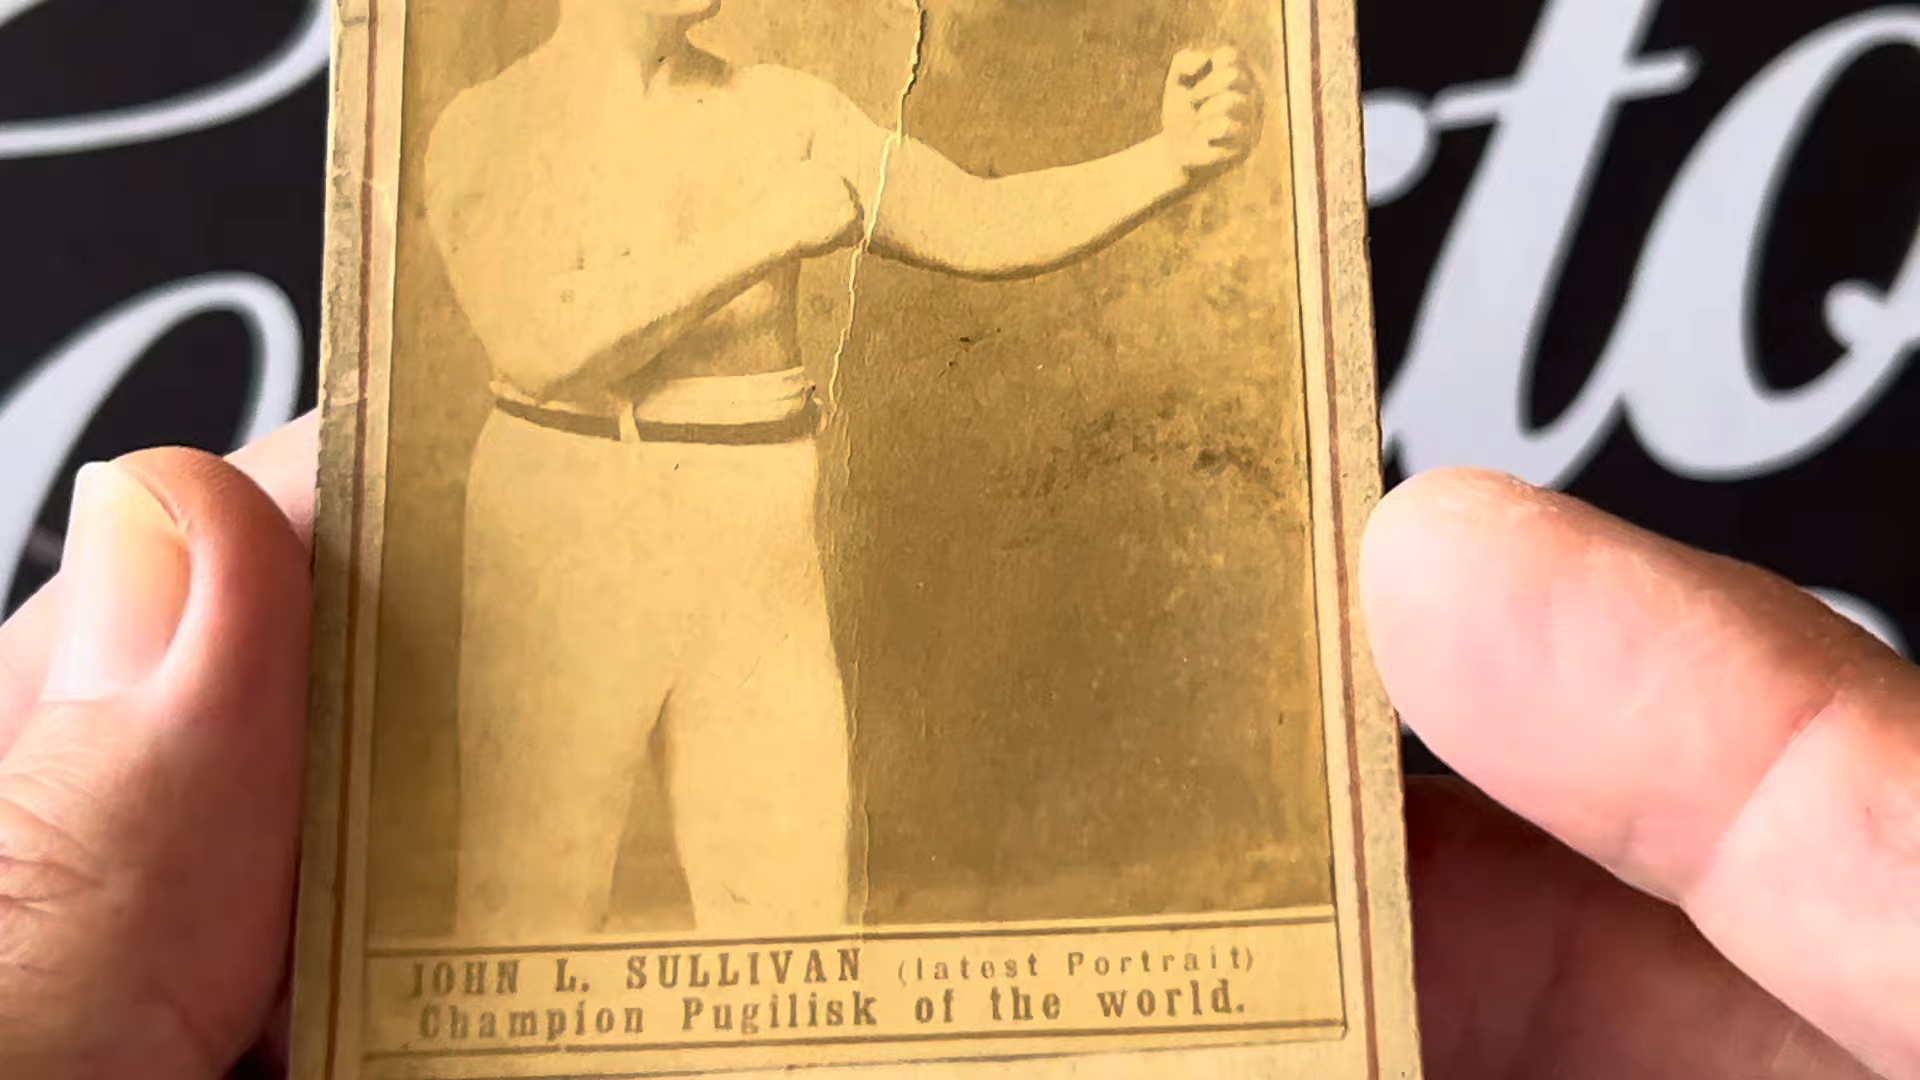 JOHN L. SULLIVAN (latest Portrait)
Champion Pugilisk of the world.